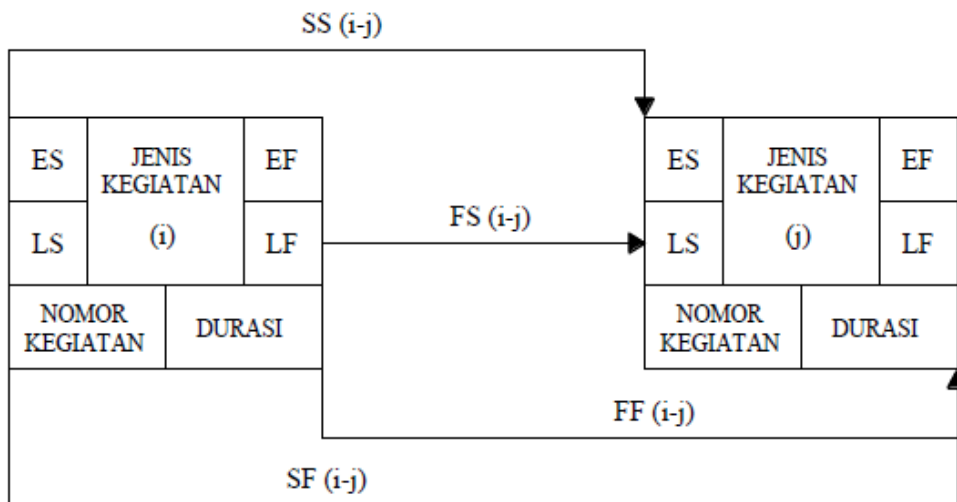 SS (i-j)
ES
JENIS
KEGIATAN
(i)
EF
LS
LF
NOMOR
KEGIATAN
DURASI
FS (i-j)
ES
JENIS
KEGIATAN
(j)
EF
LS
LF
NOMOR
KEGIATAN
DURASI
FF (i-j)
SF (i-j)